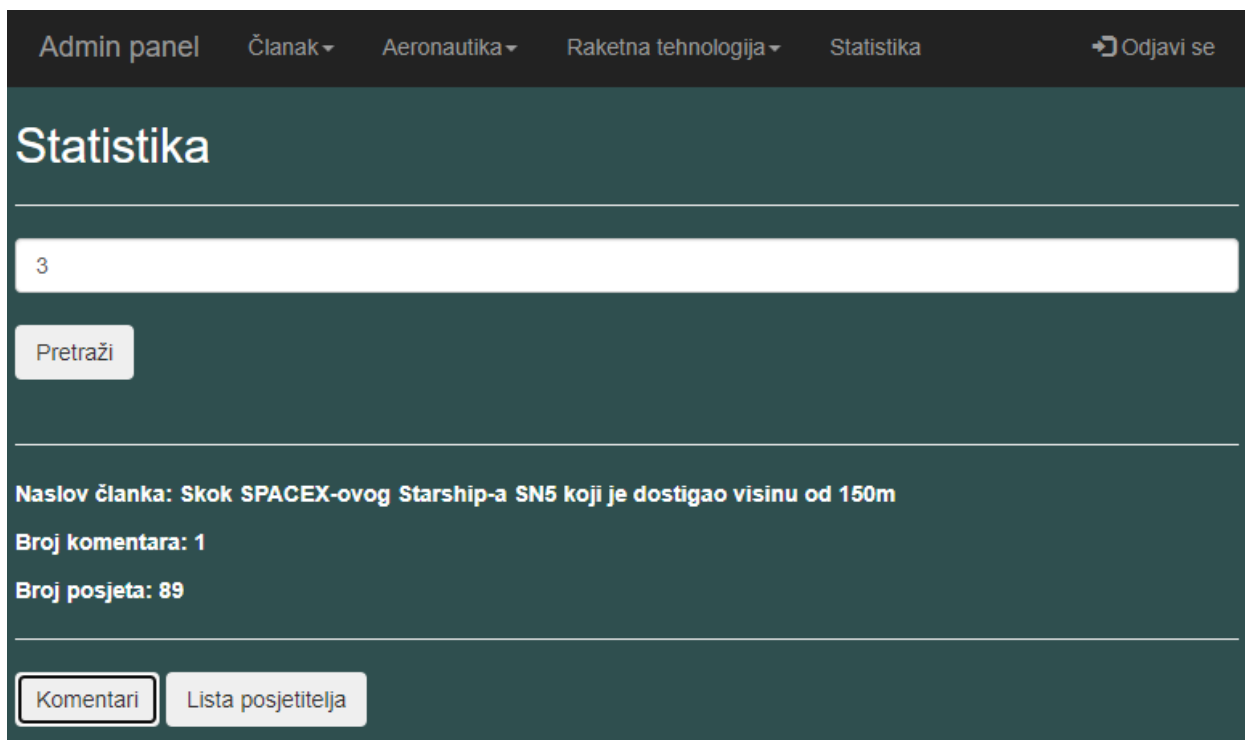 Admin panel Članak Aeronautika Raketna tehnologija Statistika Odjavi se
Statistika
3
Pretraži
Naslov članka: Skok SPACEX-ovog Starship-a SN5 koji je dostigao visinu od 150m
Broj komentara: 1
Broj posjeta: 89
Komentari Lista posjetitelja